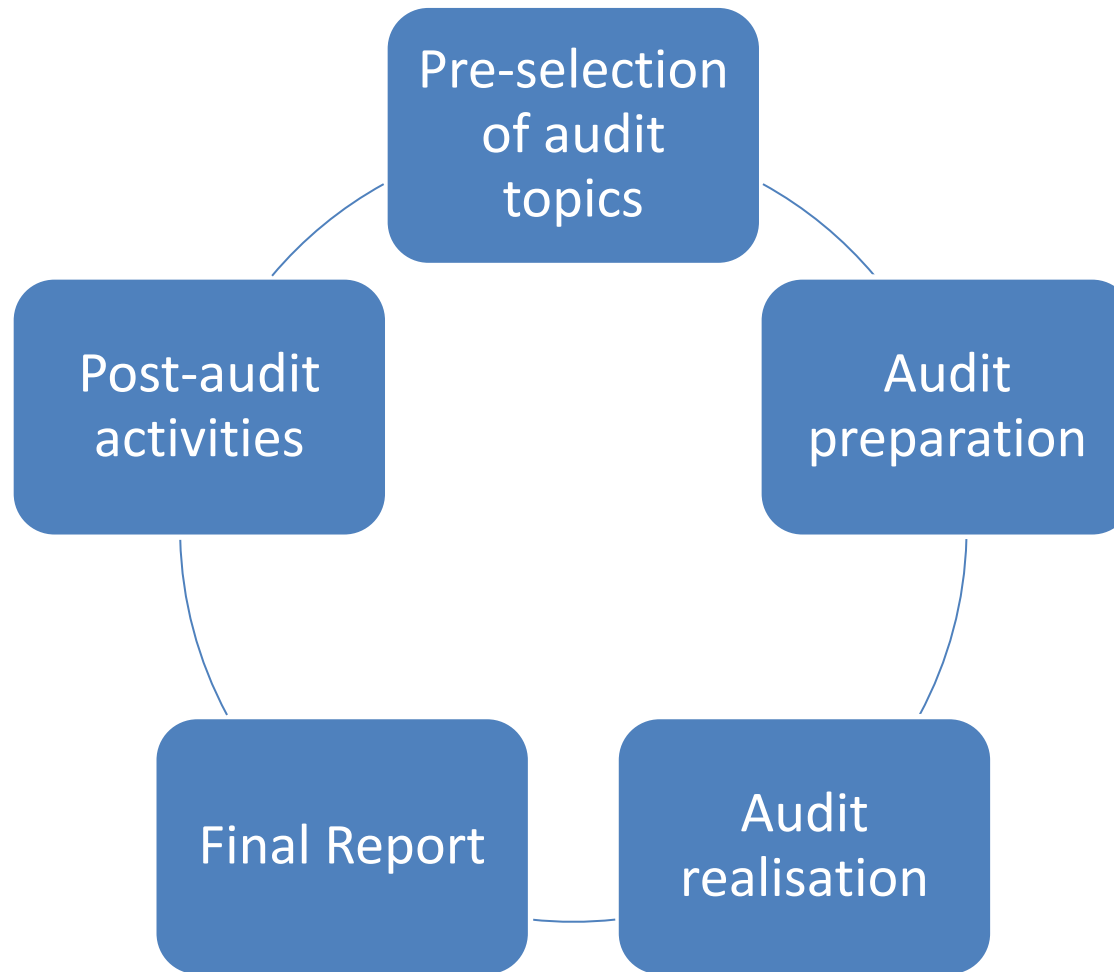 Pre-selection
of audit
topics
Audit
preparation
Audit
realisation
Final Report
Post-audit
activities